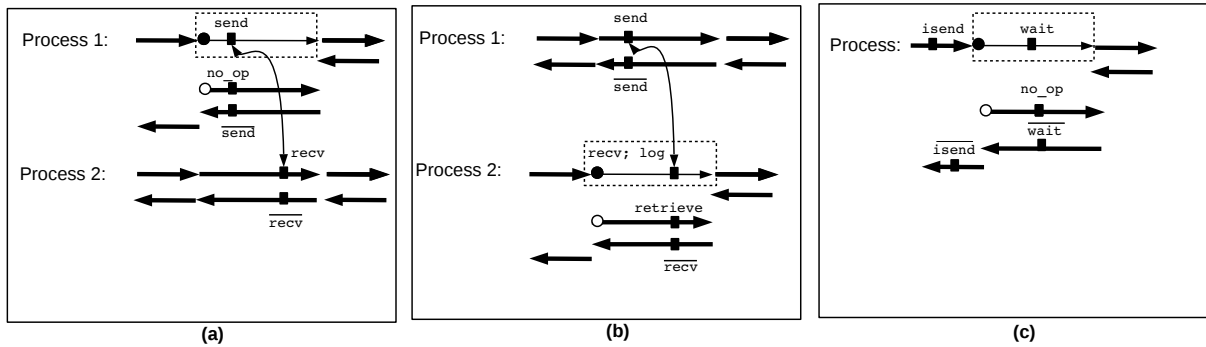 send
Process 1:
no_op
send
recv
Process 2:
recv
(a)
send
Process 1:
send
recv; log
Process 2:
retrieve
recv
(b)
isend wait
Process:
no_op
wait
isend
(c)